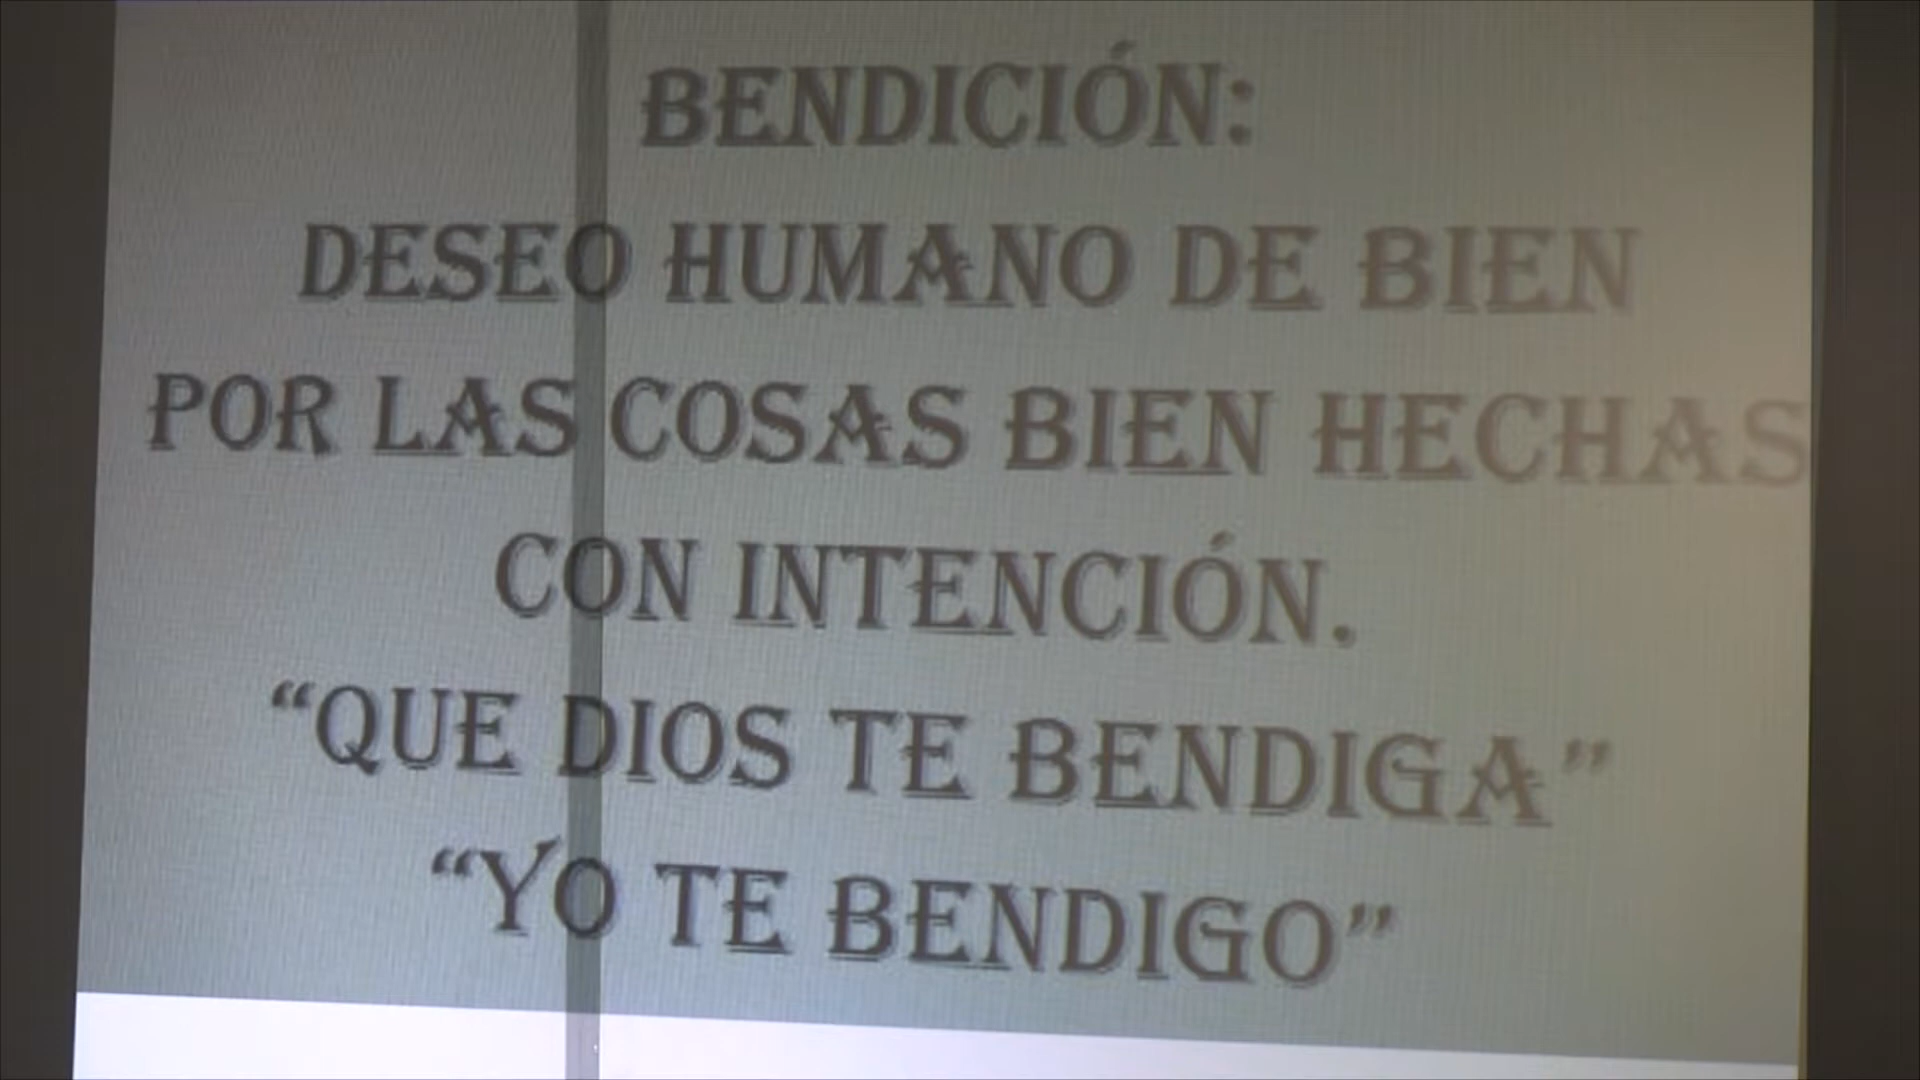 BENDICIÓN:
DESEO HUMANO DE BIEN
POR LAS COSAS BIEN HECHAS
CON INTENCIÓN.
“QUE DIOS TE BENDIGA”
“YO TE BENDIGO”